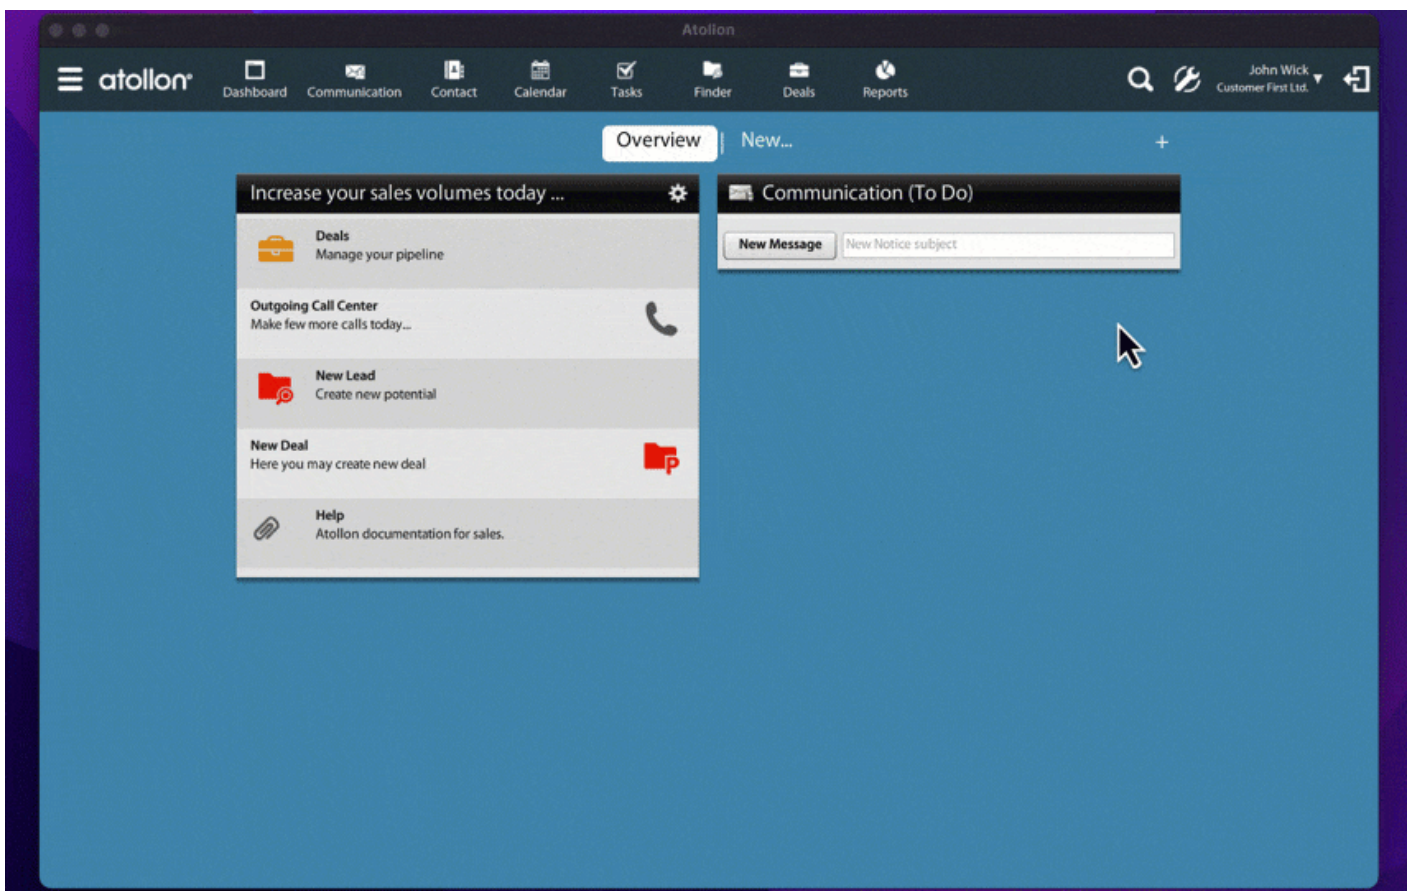 Atollon
atollon
Dashboard
Communication
Contact
Calendar
Tasks
Finder
Deals
Reports
John Wick
Customer First Ltd.
Overview
New...
+
Increase your sales volumes today ...
Deals
Manage your pipeline
Outgoing Call Center
Make few more calls today...
New Lead
Create new potential
New Deal
Here you may create new deal
Help
Atollon documentation for sales.
Communication (To Do)
New Message
New Notice subject